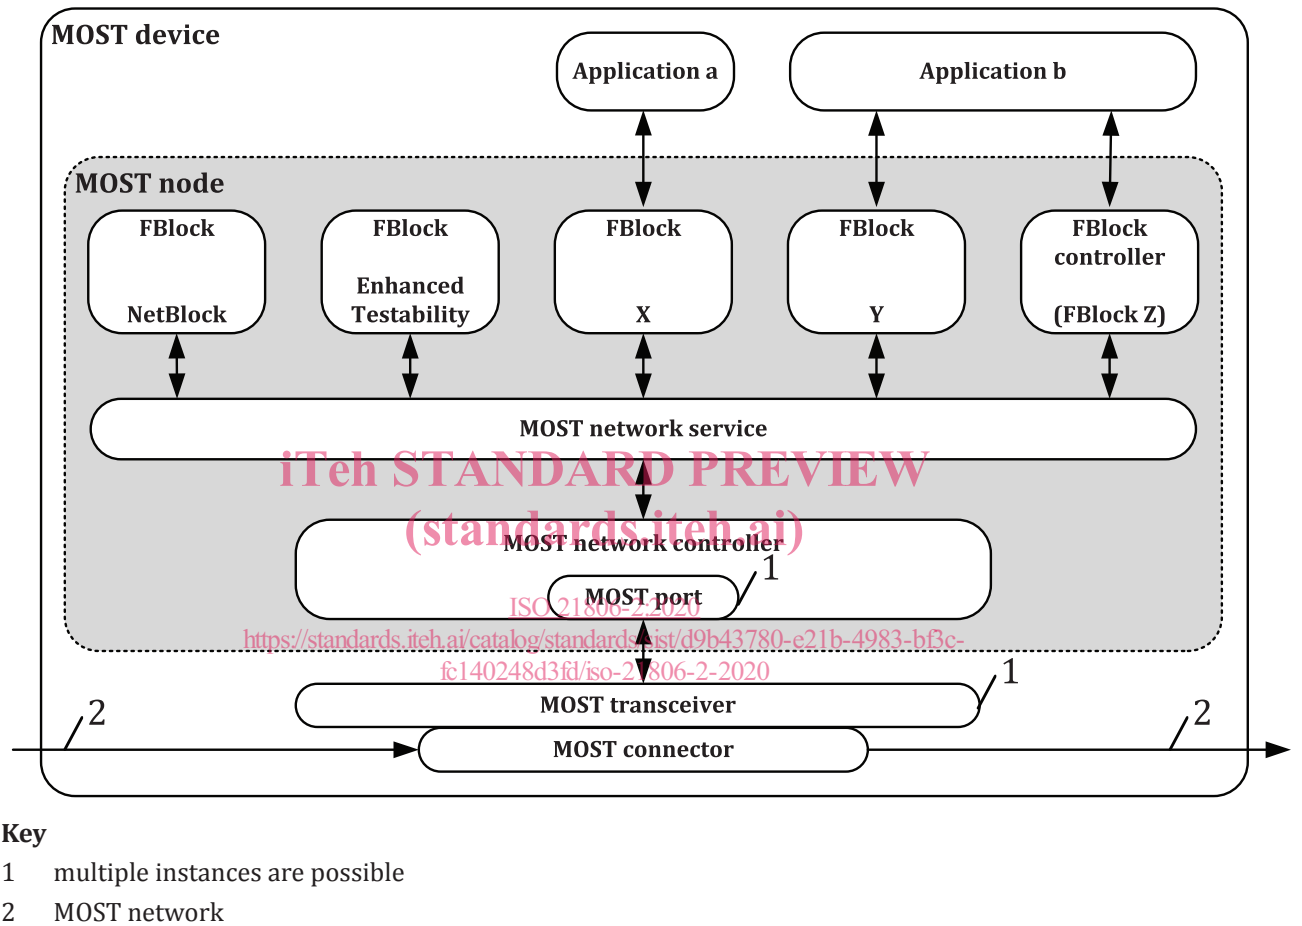 MOST device
Application a
Application b
MOST node
FBlock
NetBlock
FBlock
Enhanced
Testability
FBlock
X
FBlock
Y
FBlock
controller
(FBlock Z)
MOST network service
iTeh STANDARD PREVIEW
(standards.iteh.ai)
MOST network controller
1
MOST port
ISO 21806-2:2020
https://standards.iteh.ai/catalog/standards/sist/d9b43780-e21b-4983-bf3c-
fc140248d3fd/iso-21806-2-2020
1
MOST transceiver
2
2
MOST connector
Key
1 multiple instances are possible
2 MOST network